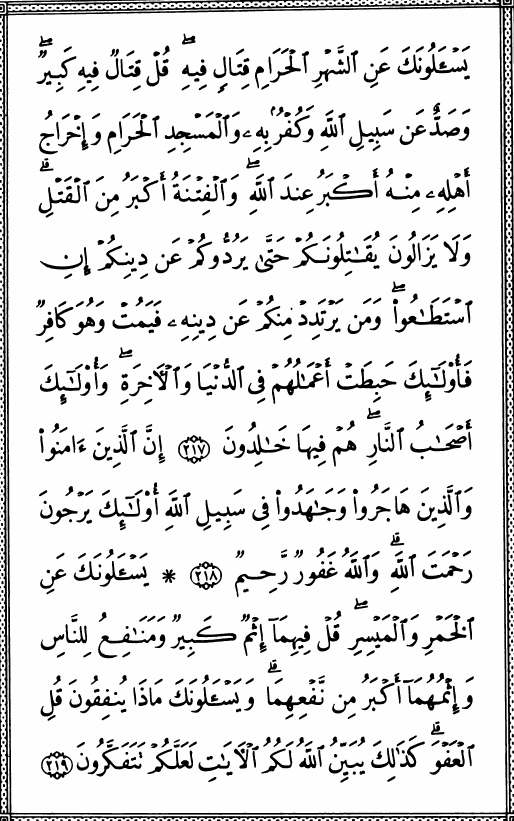 يَسْـَٔلُونَكَ عَنِ ٱلشَّهْرِ ٱلْحَرَامِ قِتَالٍ فِيهِ ۖ قُلْ قِتَالٌ فِيهِ كَبِيرٌ ۖ
وَصَدٌّ عَن سَبِيلِ ٱللَّهِ وَكُفْرٌۢ بِهِۦ وَٱلْمَسْجِدِ ٱلْحَرَامِ وَإِخْرَاجُ
أَهْلِهِۦ مِنْهُ أَكْبَرُ عِندَ ٱللَّهِ ۖ وَٱلْفِتْنَةُ أَكْبَرُ مِنَ ٱلْقَتْلِ ۗ
وَلَا يَزَالُونَ يُقَـٰتِلُونَكُمْ حَتَّىٰ يَرُدُّوكُمْ عَن دِينِكُمْ إِنِ
ٱسْتَطَـٰعُوا۟ ۖ وَمَن يَرْتَدِدْ مِنكُمْ عَن دِينِهِۦ فَيَمُتْ وَهُوَ كَافِرٌ
فَأُو۟لَـٰٓئِكَ حَبِطَتْ أَعْمَـٰلُهُمْ فِى ٱلدُّنْيَا وَٱلْـَٔاخِرَةِ ۖ وَأُو۟لَـٰٓئِكَ
أَصْحَـٰبُ ٱلنَّارِ ۖ هُمْ فِيهَا خَـٰلِدُونَ ٢١٧ إِنَّ ٱلَّذِينَ ءَامَنُوا۟
وَٱلَّذِينَ هَاجَرُوا۟ وَجَـٰهَدُوا۟ فِى سَبِيلِ ٱللَّهِ أُو۟لَـٰٓئِكَ يَرْجُونَ
رَحْمَتَ ٱللَّهِ ۗ وَٱللَّهُ غَفُورٌ رَّحِيمٌ ٢١٨ * يَسْـَٔلُونَكَ عَنِ
ٱلْخَمْرِ وَٱلْمَيْسِرِ ۖ قُلْ فِيهِمَآ إِثْمٌ كَبِيرٌ وَمَنَـٰفِعُ لِلنَّاسِ
وَإِثْمُهُمَآ أَكْبَرُ مِن نَّفْعِهِمَا ۗ وَيَسْـَٔلُونَكَ مَاذَا يُنفِقُونَ قُلِ
ٱلْعَفْوَ ۗ كَذَٰلِكَ يُبَيِّنُ ٱللَّهُ لَكُمُ ٱلْـَٔايَـٰتِ لَعَلَّكُمْ تَتَفَكَّرُونَ ٢١٩